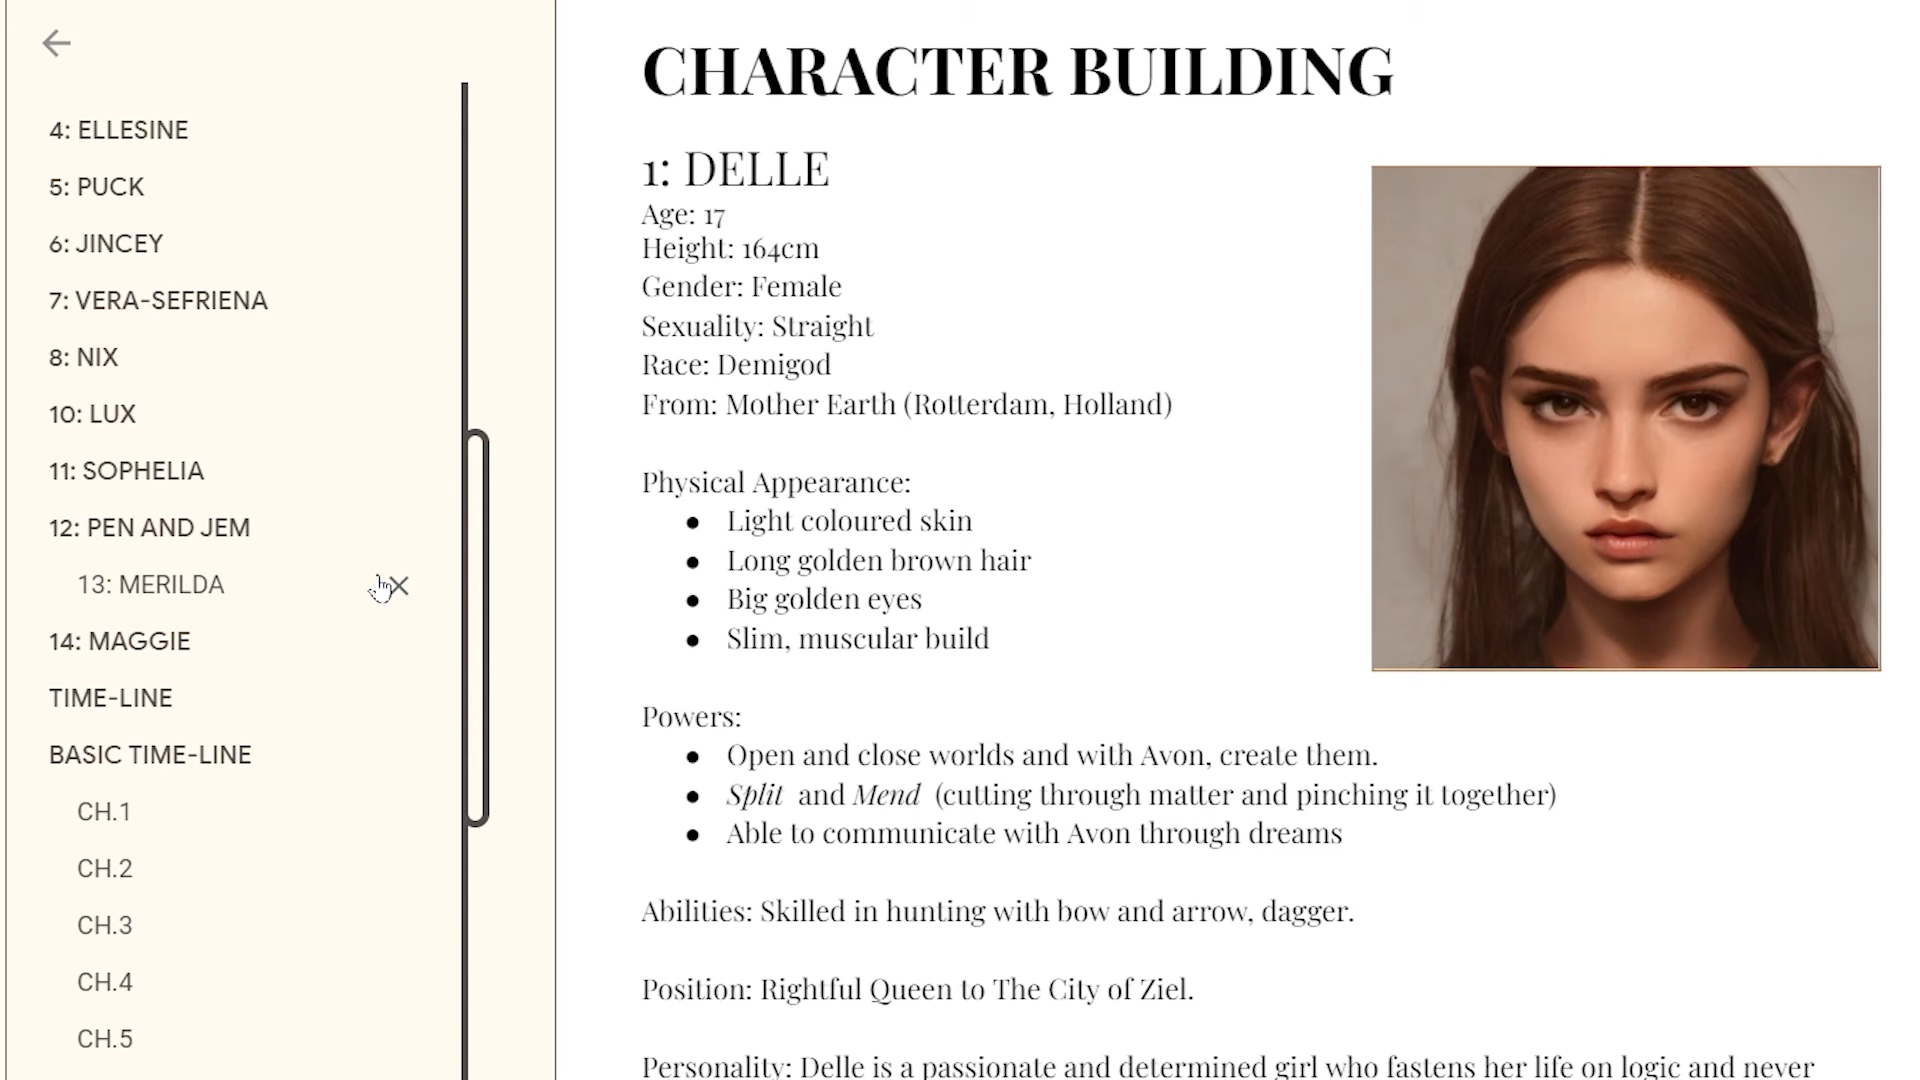 4: ELLESINE
5: PUCK
6: JINCEY
7: VERA-SEFRIENA
8: NIX
10: LUX
11: SOPHELIA
12: PEN AND JEM
13: MERILDA
14: MAGGIE
TIME-LINE
BASIC TIME-LINE
CH.1
CH.2
CH.3
CH.4
CH.5
CHARACTER BUILDING
1: DELLE
Age: 17
Height: 164cm
Gender: Female
Sexuality: Straight
Race: Demigod
From: Mother Earth (Rotterdam, Holland)
Physical Appearance:
● Light coloured skin
● Long golden brown hair
● Big golden eyes
● Slim, muscular build
Powers:
● Open and close worlds and with Avon, create them.
● Split and Mend (cutting through matter and pinching it together)
● Able to communicate with Avon through dreams
Abilities: Skilled in hunting with bow and arrow, dagger.
Position: Rightful Queen to The City of Ziel.
Personality: Delle is a passionate and determined girl who fastens her life on logic and never